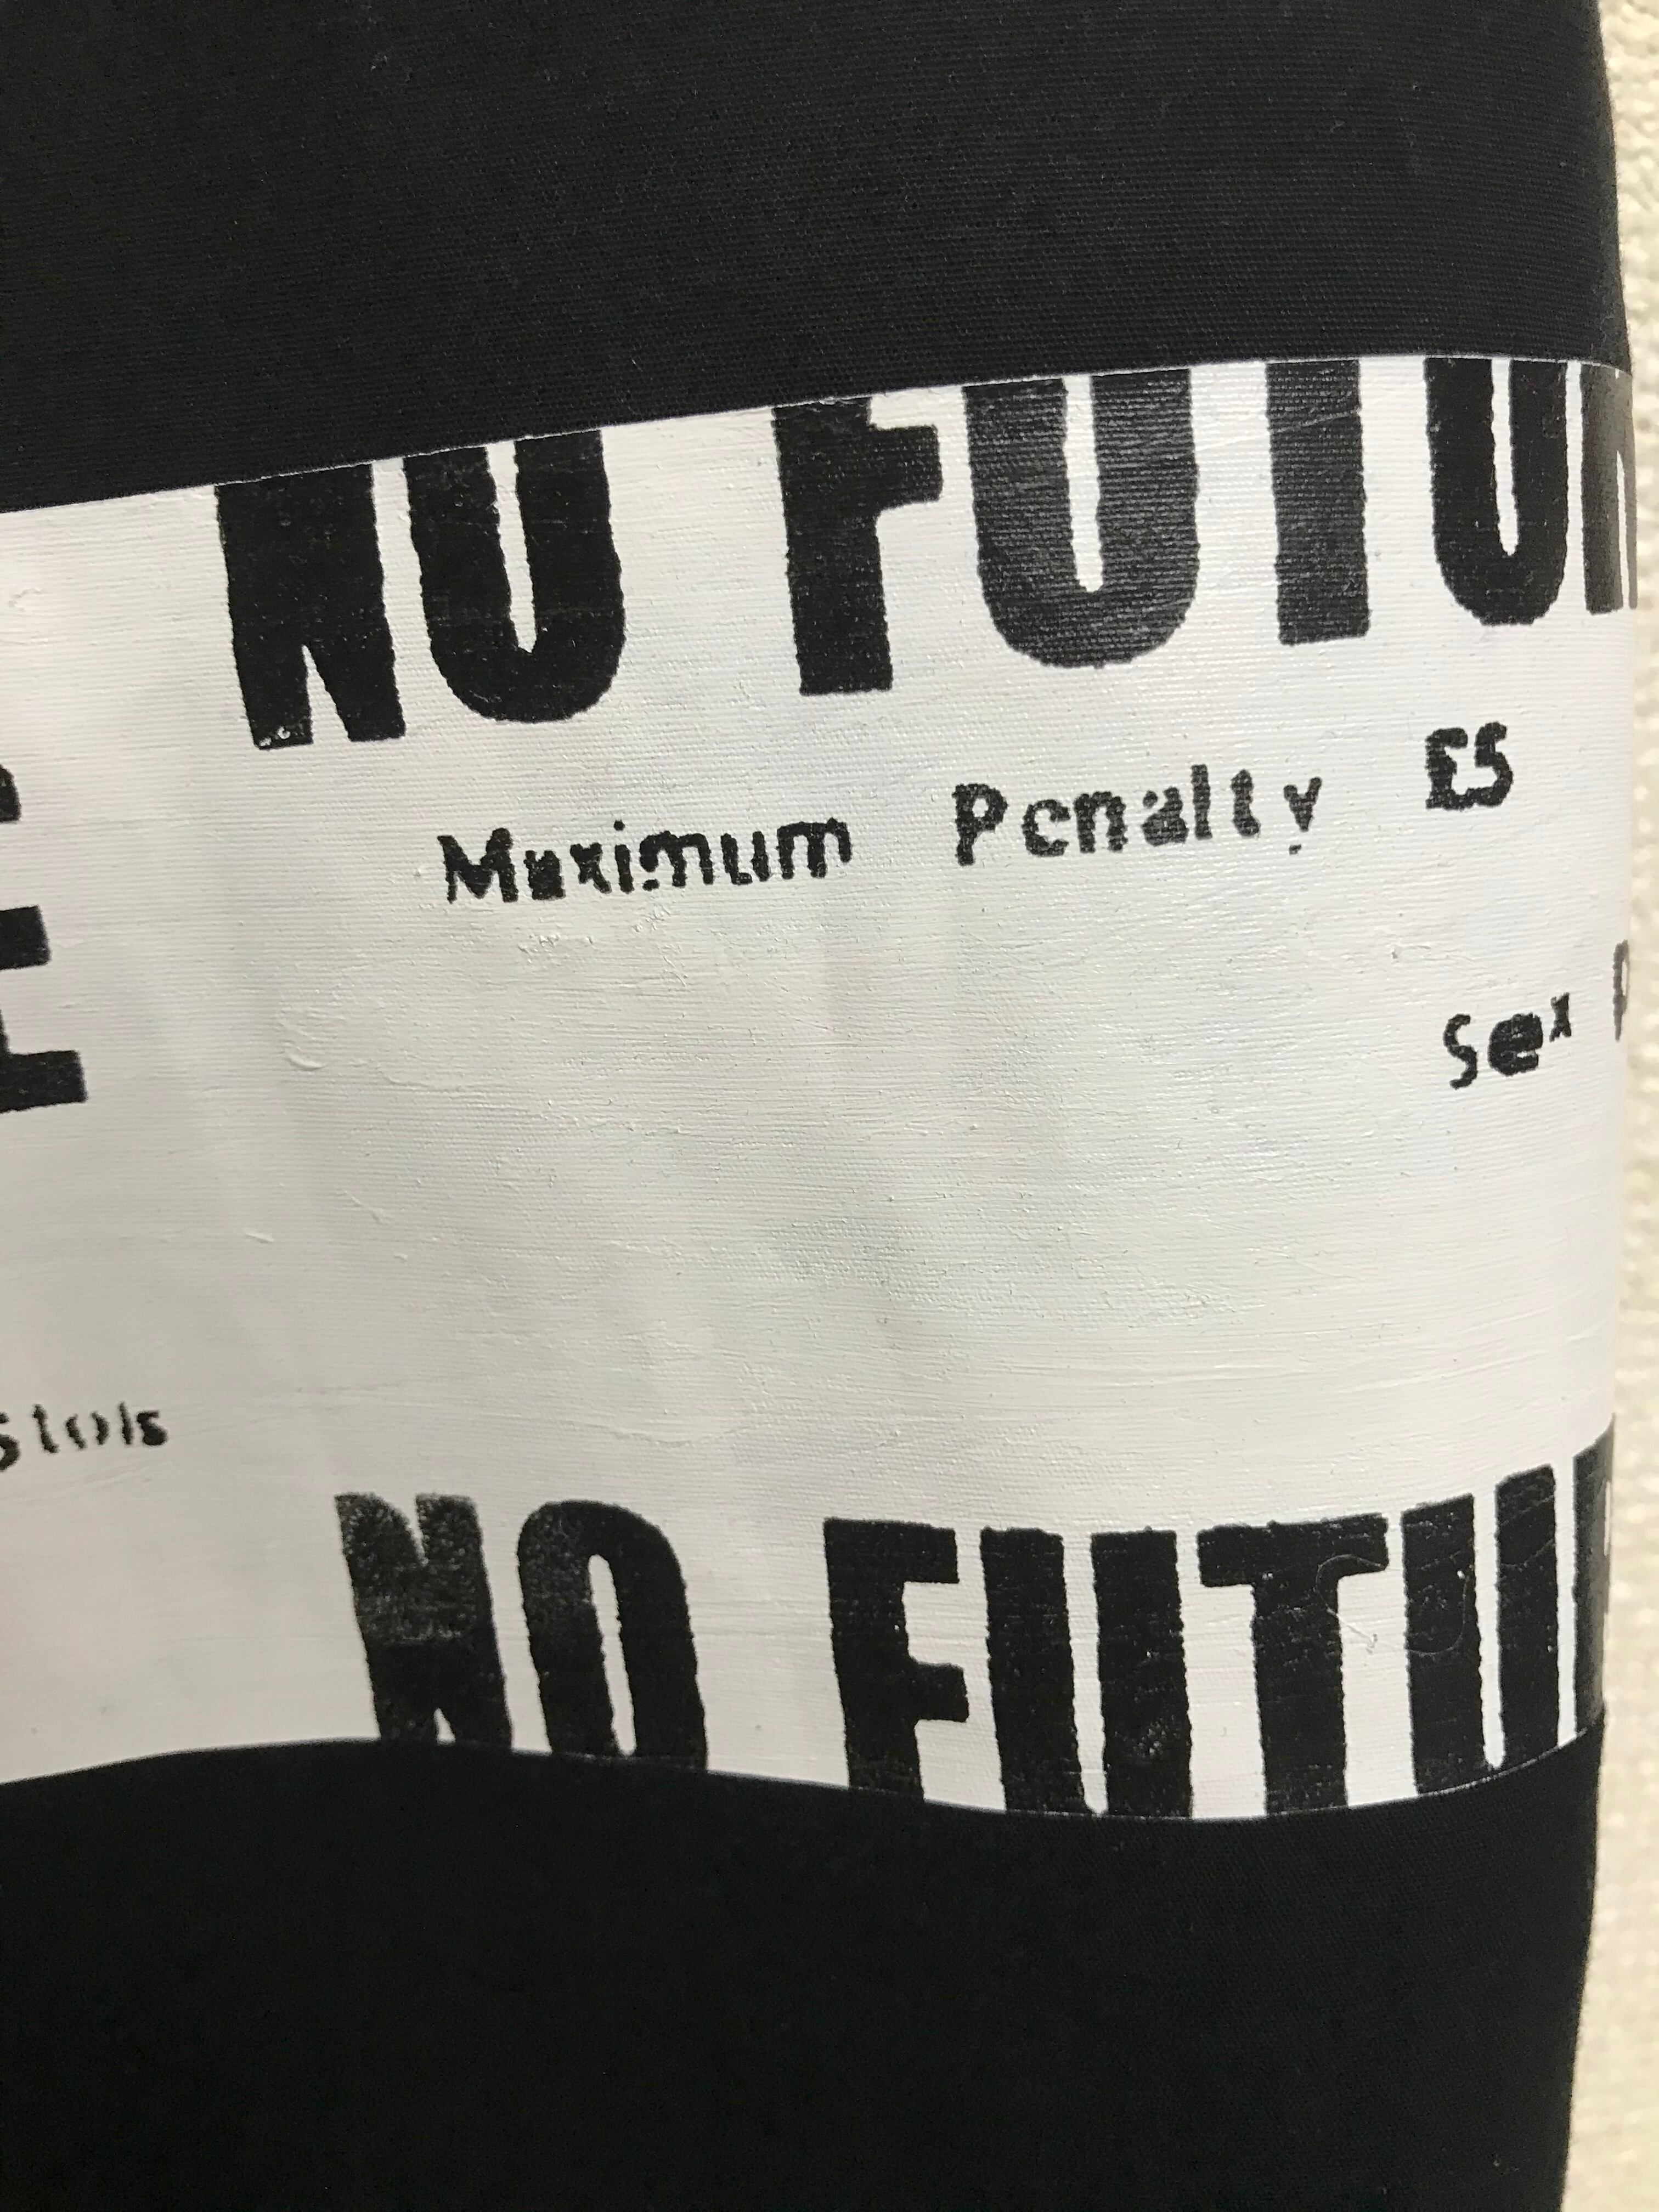 NO FUTUR
Maximum Penalty £5
Sex P
stols
NO FUTUR